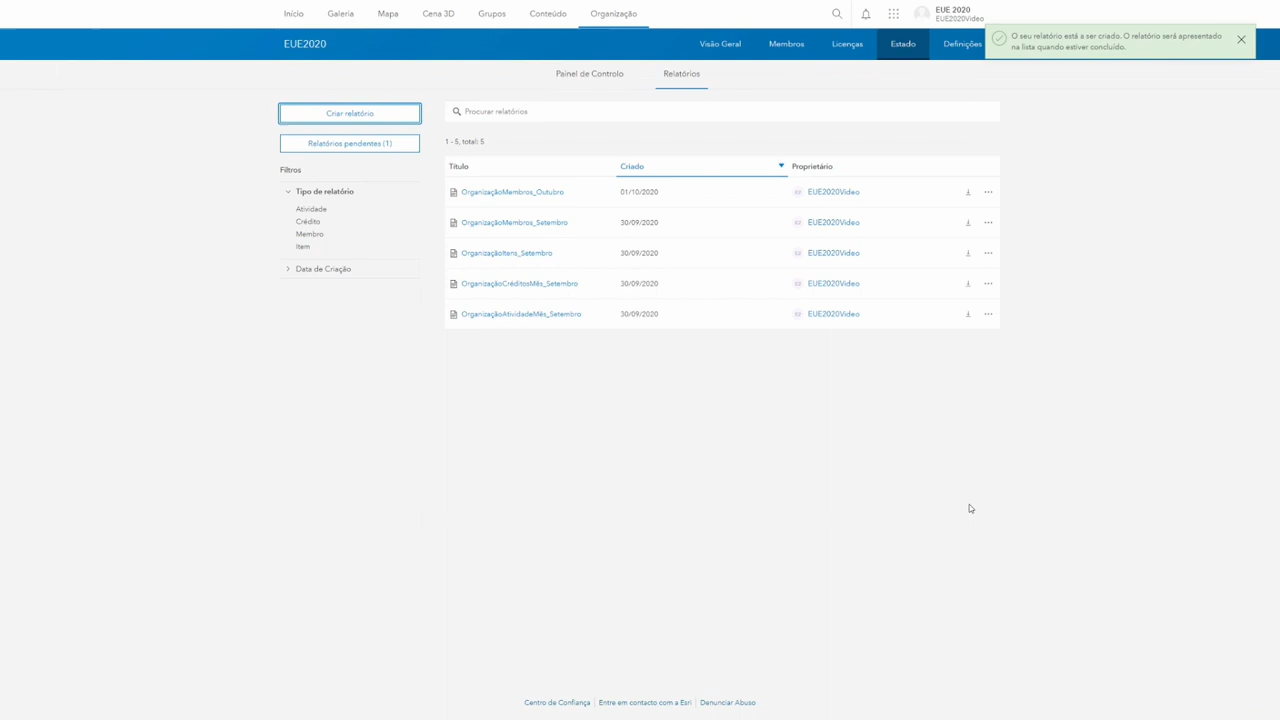 Início Galeria Mapa Cena 3D Grupos Conteúdo Organização
EUE 2020
EUE2020Video
EUE2020
Visão Geral Membros Licenças Estado Definições
O seu relatório está a ser criado. O relatório será apresentado
na lista quando estiver concluído.
Painel de Controlo Relatórios
Criar relatório
Procurar relatórios
Relatórios pendentes (1)
1 - 5, total: 5
Filtros
Tipo de relatório
Atividade
Crédito
Membro
Item
Data de Criação
Título Criado Proprietário
OrganizaçãoMembros_Outubro 01/10/2020 EUE2020Video
OrganizaçãoMembros_Setembro 30/09/2020 EUE2020Video
OrganizaçãoItens_Setembro 30/09/2020 EUE2020Video
OrganizaçãoCréditosMês_Setembro 30/09/2020 EUE2020Video
OrganizaçãoAtividadeMês_Setembro 30/09/2020 EUE2020Video
Centro de Confiança Entre em contacto com a Esri Denunciar Abuso